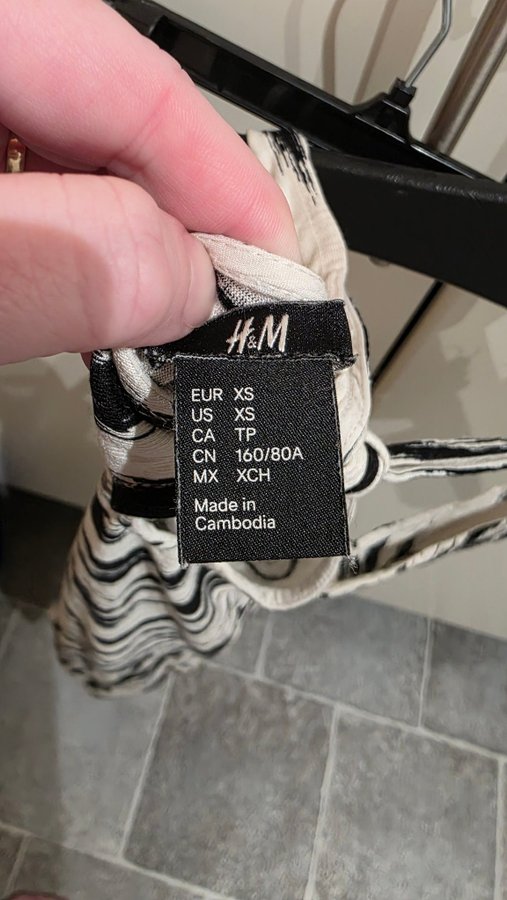 H&M
EUR XS
US XS
CA TP
CN 160/80A
MX XCH
Made in
Cambodia